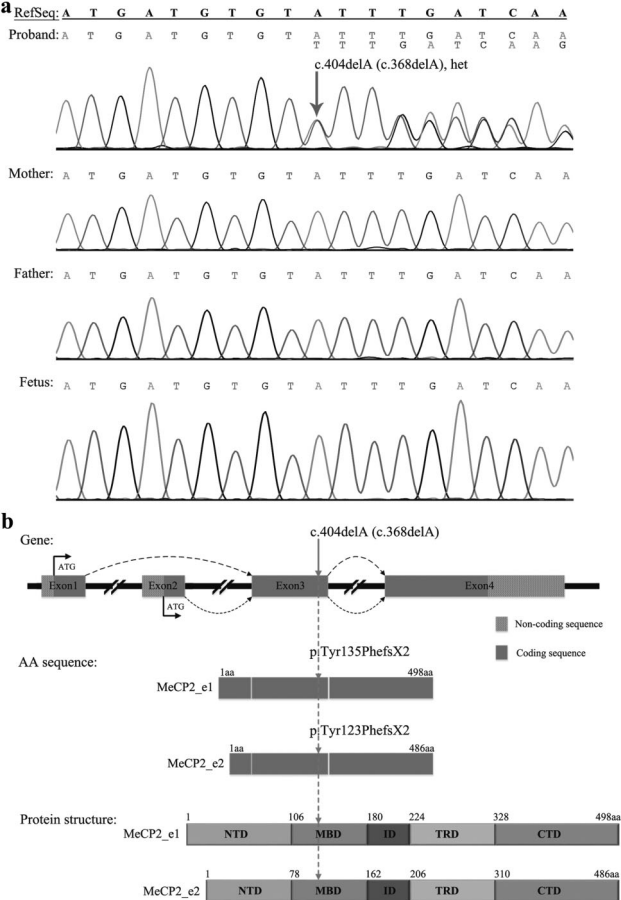 a
RefSeq: A T G A T G T G T A T T T G A T C A A
Proband: A T G A T G T G T A T T T G A T C A A
T T T G A T C A A G
c.404delA (c.368delA), het
Mother: A T G A T G T G T A T T T G A T C A A
Father: A T G A T G T G T A T T T G A T C A A
Fetus: A T G A T G T G T A T T T G A T C A A
b
c.404delA (c.368delA)
Gene:
ATG
Exon1 Exon2 Exon3 Exon4
ATG
Non-coding sequence
Coding sequence
p.Tyr135PhefsX2
AA sequence:
1aa 498aa
MeCP2_e1
p.Tyr123PhefsX2
1aa 486aa
MeCP2_e2
Protein structure:
1 106 180 224 328 498aa
MeCP2_e1 NTD MBD ID TRD CTD
1 78 162 206 310 486aa
MeCP2_e2 NTD MBD ID TRD CTD